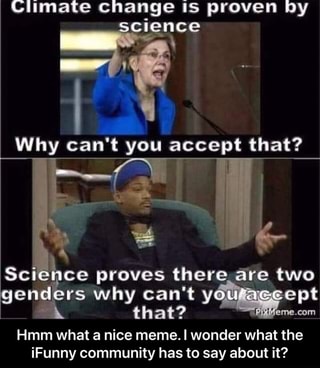 Climate change is proven by
science
Why can't you accept that?
Science proves there are two
genders why can't you accept
that?
PixMeme.com
Hmm what a nice meme. I wonder what the
iFunny community has to say about it?